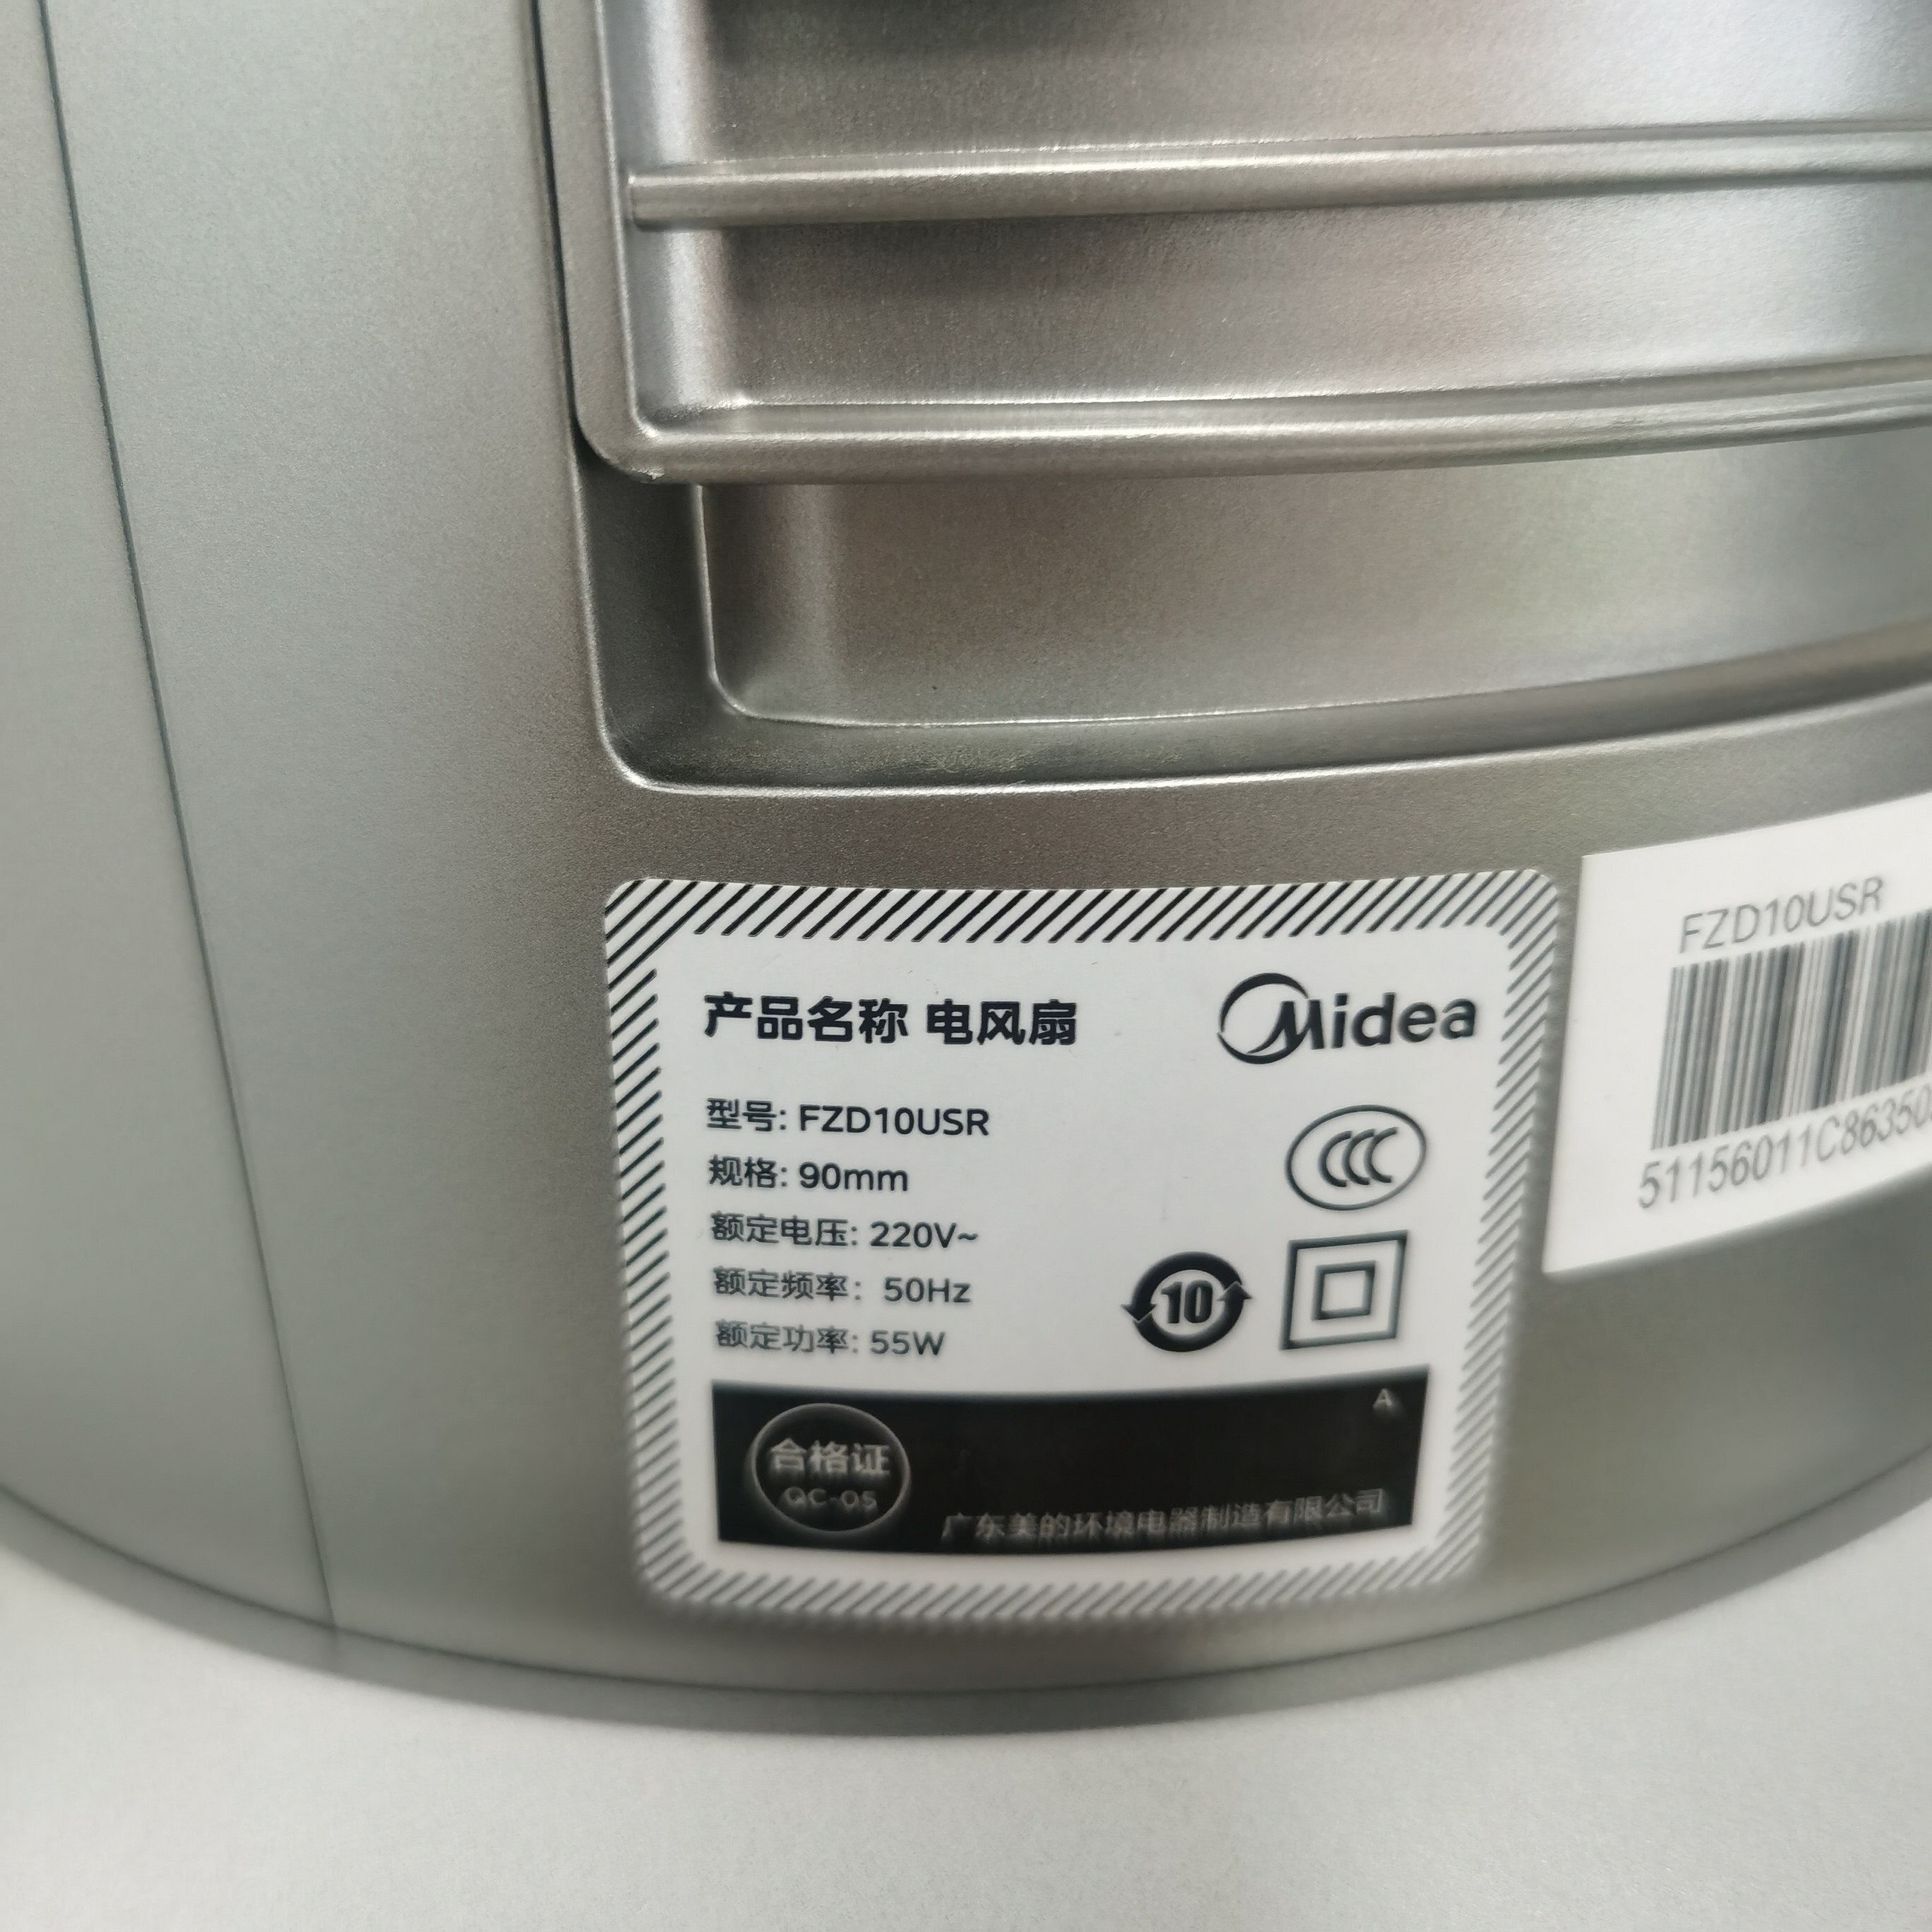 产品名称 电风扇
Midea
型号: FZD10USR
规格: 90mm
额定电压: 220V~
额定频率: 50Hz
额定功率: 55W
CCC
10
A
合格证
QC-05
广东美的环境电器制造有限公司
FZD10USR
51156011C86350